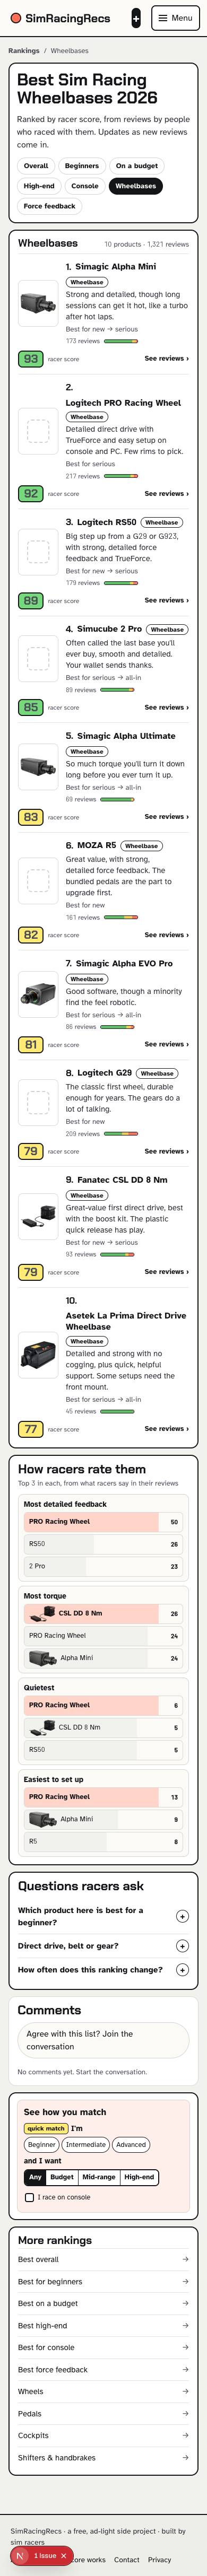 SimRacingRecs
+
Menu
Rankings / Wheelbases
Best Sim Racing
Wheelbases 2026
Ranked by racer score, from reviews by people
who raced with them. Updates as new reviews
come in.
Overall Beginners On a budget
High-end Console Wheelbases
Force feedback
Wheelbases 10 products · 1,321 reviews
1. Simagic Alpha Mini
Wheelbase
Strong and detailed, though long
sessions can get it hot, like a turbo
after hot laps.
Best for new → serious
173 reviews
93 racer score See reviews ›
2.
Logitech PRO Racing Wheel
Wheelbase
Detailed direct drive with
TrueForce and easy setup on
console and PC. Few rims to pick.
Best for serious
217 reviews
92 racer score See reviews ›
3. Logitech RS50 Wheelbase
Big step up from a G29 or G923,
with strong, detailed force
feedback and TrueForce.
Best for new → serious
179 reviews
89 racer score See reviews ›
4. Simucube 2 Pro Wheelbase
Often called the last base you'll
ever buy, smooth and detailed.
Your wallet sends thanks.
Best for serious → all-in
89 reviews
85 racer score See reviews ›
5. Simagic Alpha Ultimate
Wheelbase
So much torque you'll turn it down
long before you ever turn it up.
Best for serious → all-in
69 reviews
83 racer score See reviews ›
6. MOZA R5 Wheelbase
Great value, with strong,
detailed force feedback. The
bundled pedals are the part to
upgrade first.
Best for new
161 reviews
82 racer score See reviews ›
7. Simagic Alpha EVO Pro
Wheelbase
Good software, though a minority
find the feel robotic.
Best for serious → all-in
86 reviews
81 racer score See reviews ›
8. Logitech G29 Wheelbase
The classic first wheel, durable
enough for years. The gears do a
lot of talking.
Best for new
209 reviews
79 racer score See reviews ›
9. Fanatec CSL DD 8 Nm
Wheelbase
Great-value first direct drive, best
with the boost kit. The plastic
quick release has play.
Best for new → serious
93 reviews
79 racer score See reviews ›
10.
Asetek La Prima Direct Drive
Wheelbase
Wheelbase
Detailed and strong with no
cogging, plus quick, helpful
support. Some setups need the
front mount.
Best for serious → all-in
45 reviews
77 racer score See reviews ›
How racers rate them
Top 3 in each, from what racers say in their reviews
Most detailed feedback
PRO Racing Wheel 50
RS50 26
2 Pro 23
Most torque
CSL DD 8 Nm 26
PRO Racing Wheel 24
Alpha Mini 24
Quietest
PRO Racing Wheel 6
CSL DD 8 Nm 5
RS50 5
Easiest to set up
PRO Racing Wheel 13
Alpha Mini 9
R5 8
Questions racers ask
Which product here is best for a
beginner? +
Direct drive, belt or gear? +
How often does this ranking change? +
Comments
Agree with this list? Join the
conversation
No comments yet. Start the conversation.
See how you match
quick match I'm
Beginner Intermediate Advanced
and I want
Any Budget Mid-range High-end
I race on console
More rankings
Best overall →
Best for beginners →
Best on a budget →
Best high-end →
Best for console →
Best force feedback →
Wheels →
Pedals →
Cockpits →
Shifters & handbrakes →
SimRacingRecs · a free, ad-light side project · built by
sim racers
N 1 Issue ×
ore works Contact Privacy